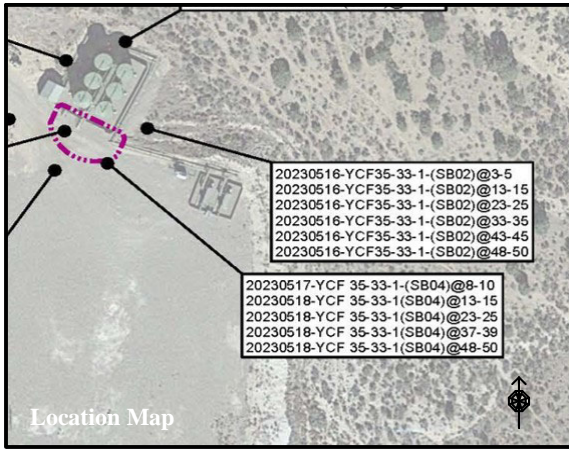 20230516-YCF35-33-1-(SB02)@3-5
20230516-YCF35-33-1-(SB02)@13-15
20230516-YCF35-33-1-(SB02)@23-25
20230516-YCF35-33-1-(SB02)@33-35
20230516-YCF35-33-1-(SB02)@43-45
20230516-YCF35-33-1-(SB02)@48-50
20230517-YCF 35-33-1-(SB04)@8-10
20230518-YCF 35-33-1(SB04)@13-15
20230518-YCF 35-33-1(SB04)@23-25
20230518-YCF 35-33-1(SB04)@37-39
20230518-YCF 35-33-1(SB04)@48-50
Location Map